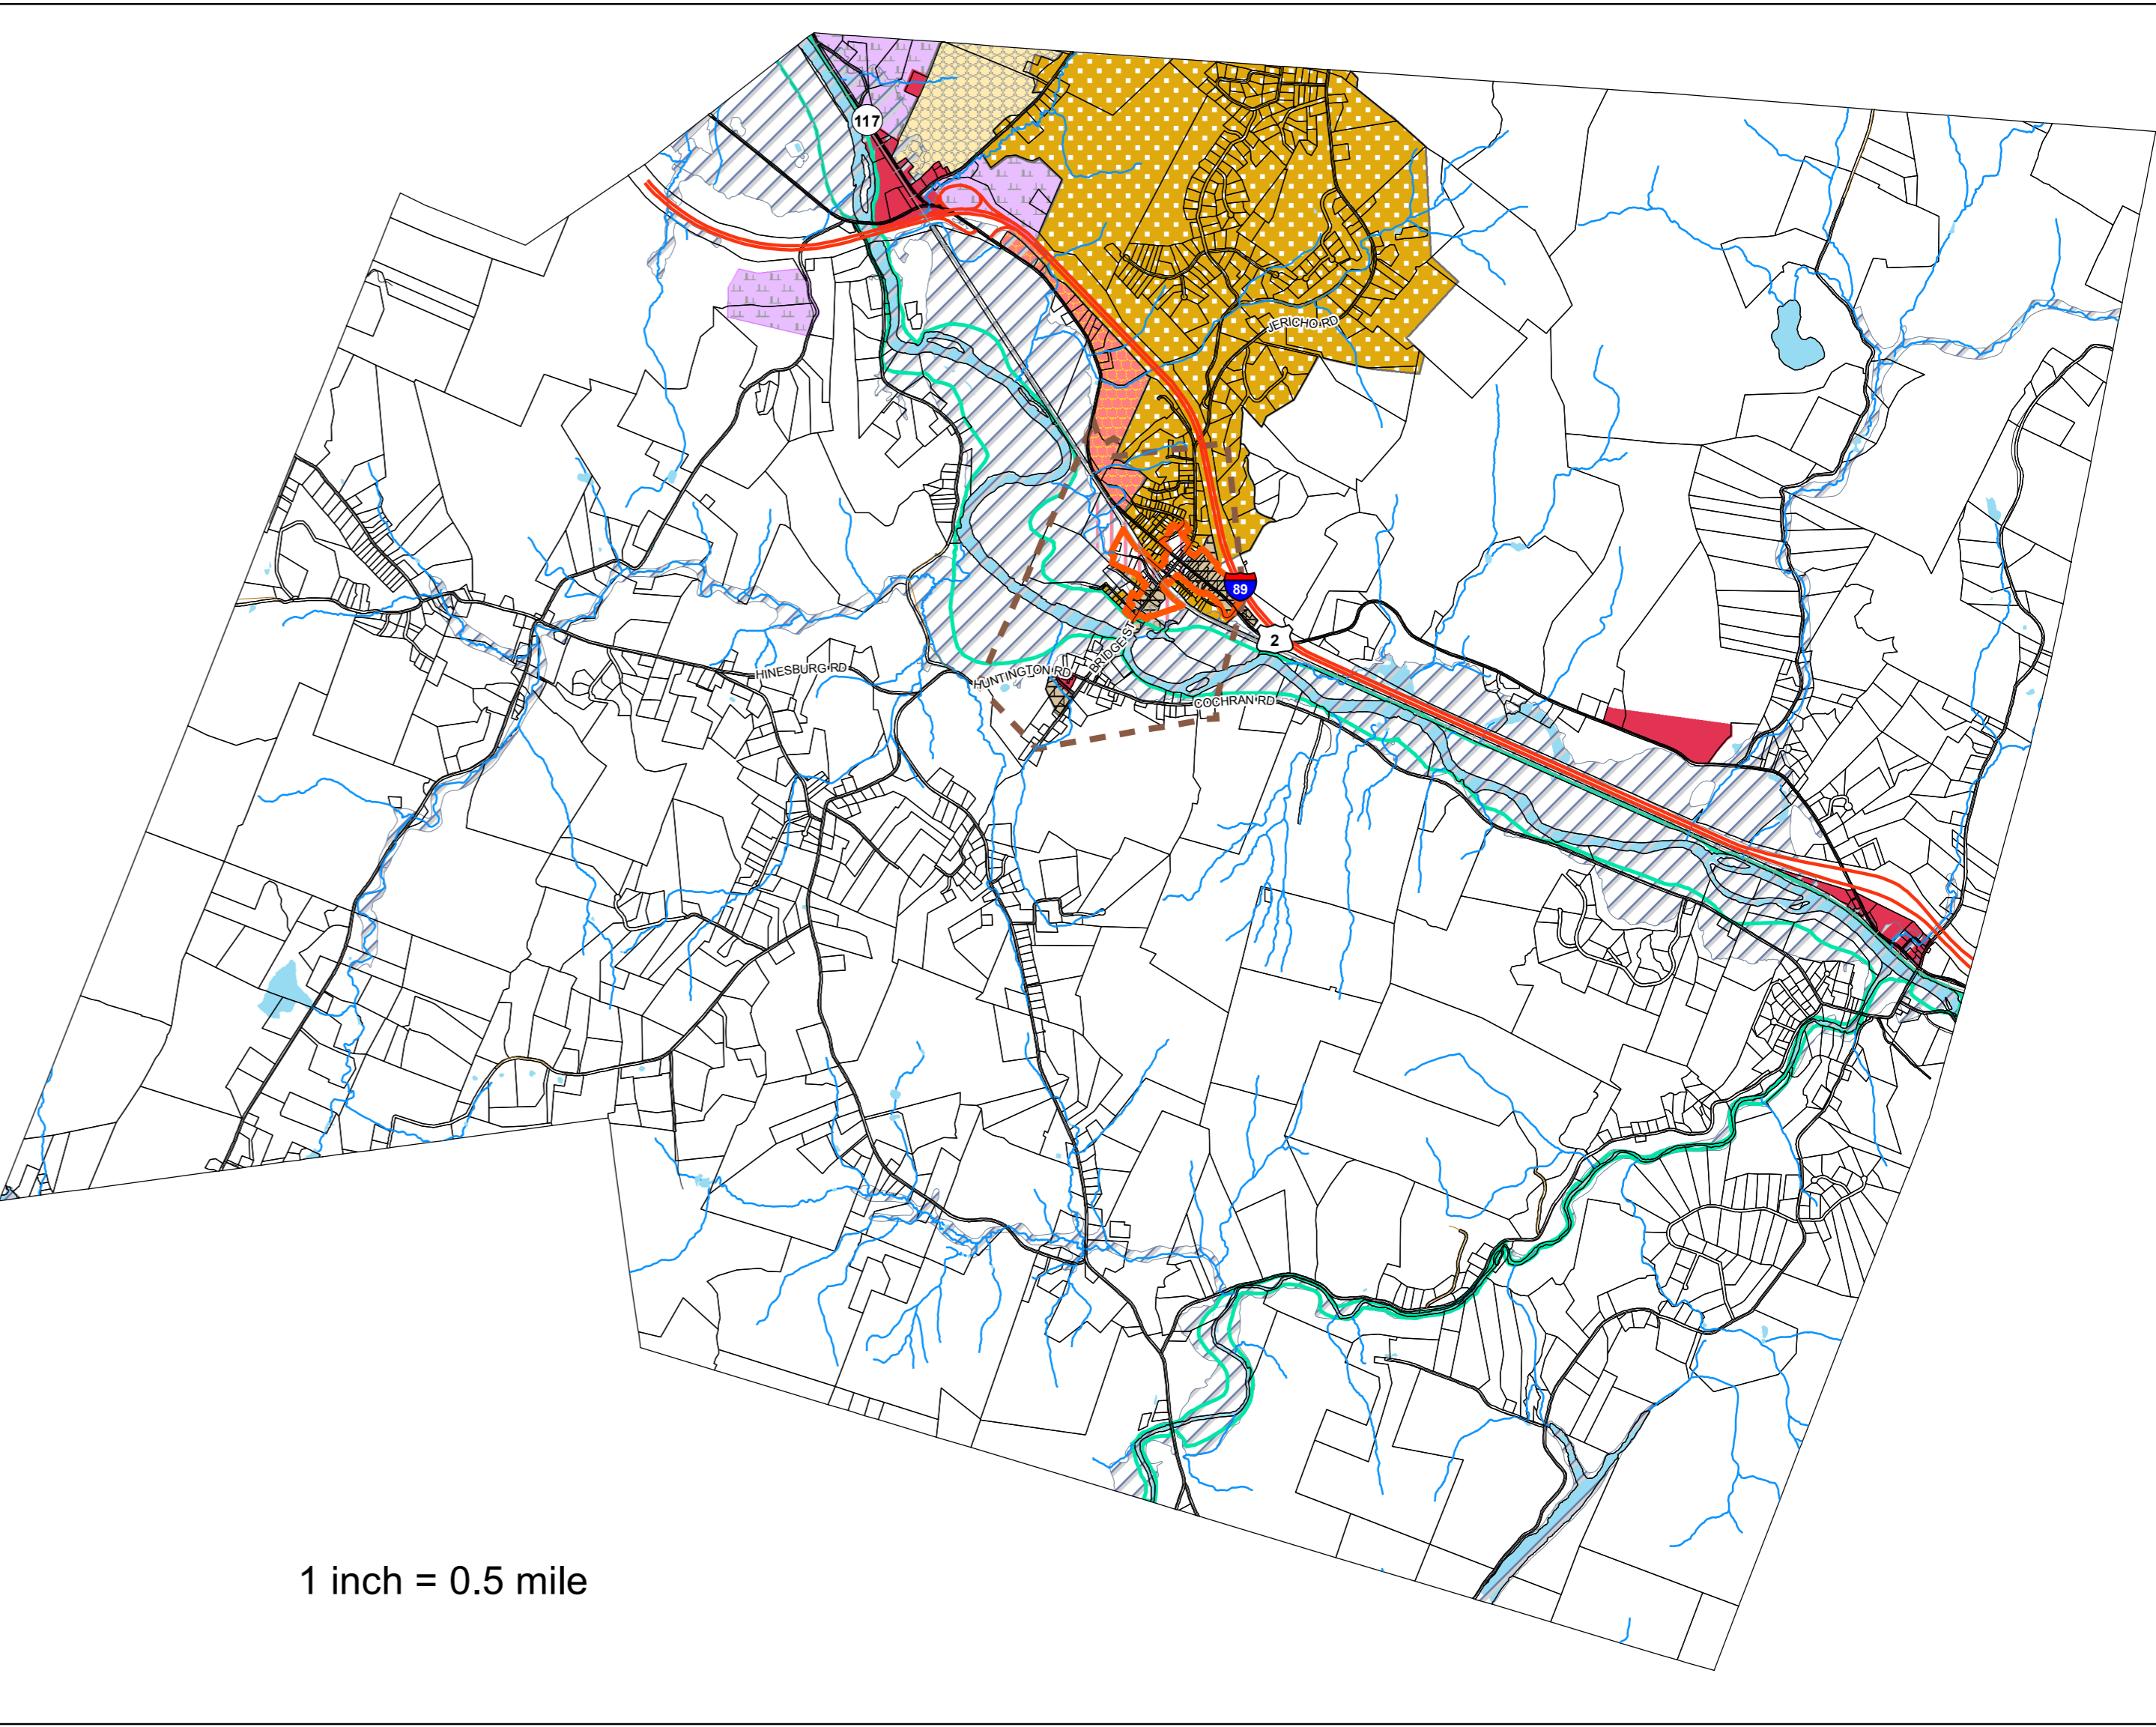 117
JERICHO RD
89
2
BRIDGE ST
HINESBURG RD
HUNTINGTON RD
COCHRAN RD
1 inch = 0.5 mile